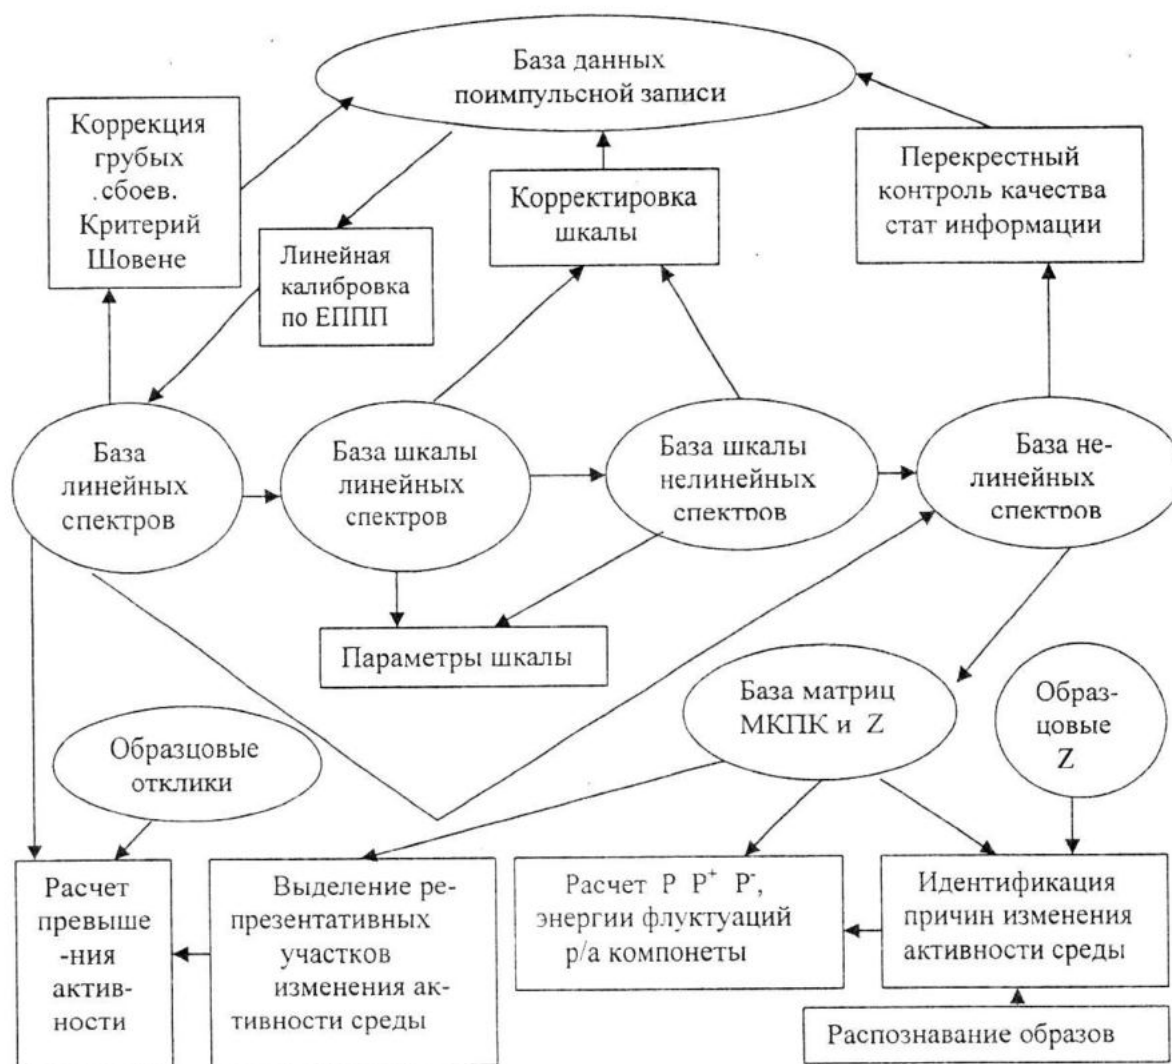 База данных
поимпульсной записи
Коррекция
грубых
.сбоев.
Критерий
Шовене
Линейная
калибровка
по ЕППП
Корректировка
шкалы
Перекрестный
контроль качества
стат информации
База
линейных
спектров
База шкалы
линейных
спектров
База шкалы
нелинейных
спектров
База не-
линейных
спектров
Параметры шкалы
База матриц
МКПК и Z
Образ-
цовые
Z
Образцовые
отклики
Расчет
превыше
-ния
актив-
ности
Выделение ре-
презентативных
участков
изменения ак-
тивности среды
Расчет P P⁺ P⁻,
энергии флуктуаций
р/а компонеты
Идентификация
причин изменения
активности среды
Распознавание образов